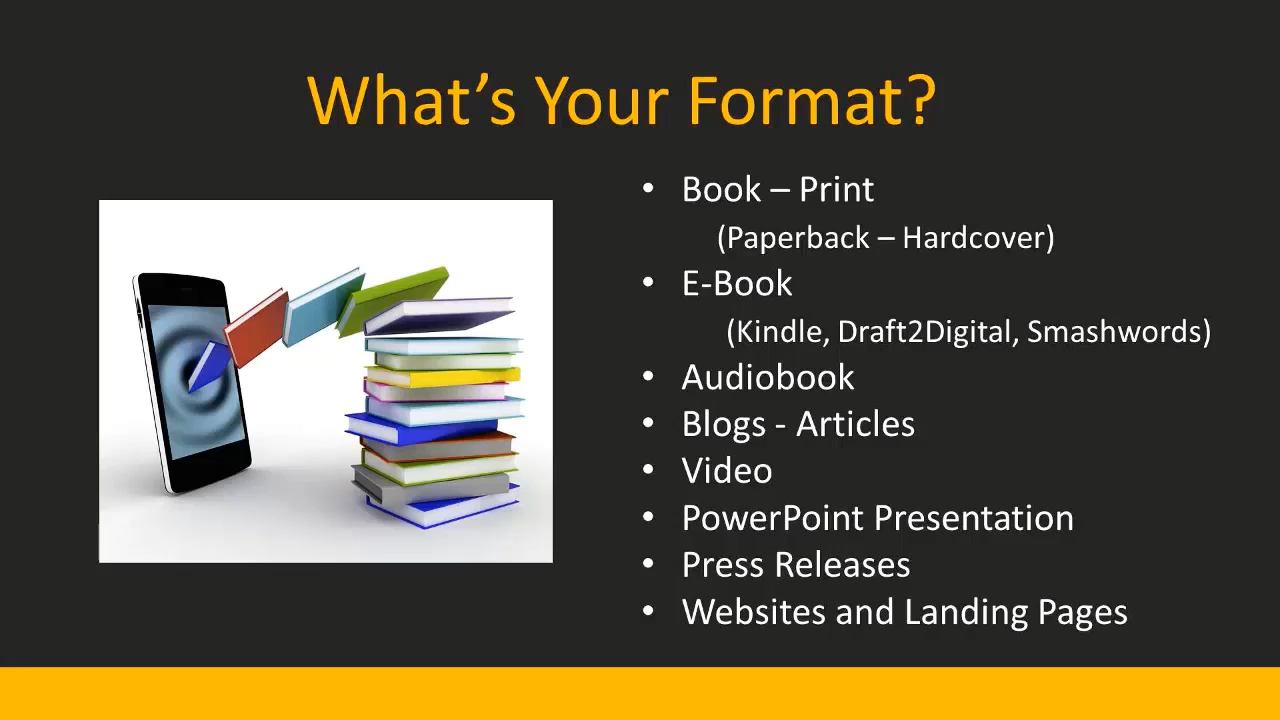 What’s Your Format?
• Book – Print
(Paperback – Hardcover)
• E-Book
(Kindle, Draft2Digital, Smashwords)
• Audiobook
• Blogs - Articles
• Video
• PowerPoint Presentation
• Press Releases
• Websites and Landing Pages